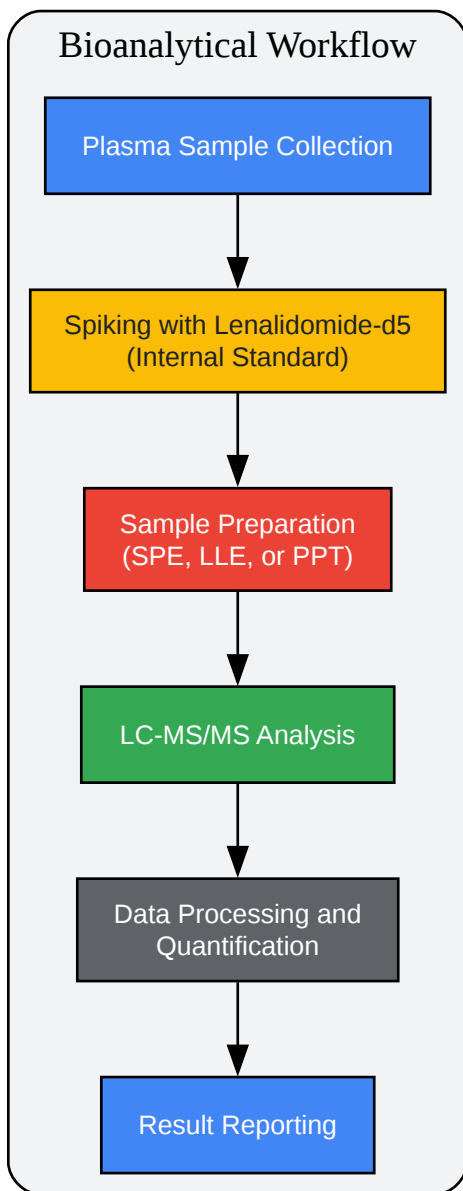 Bioanalytical Workflow
Plasma Sample Collection
Spiking with Lenalidomide-d5
(Internal Standard)
Sample Preparation
(SPE, LLE, or PPT)
LC-MS/MS Analysis
Data Processing and
Quantification
Result Reporting